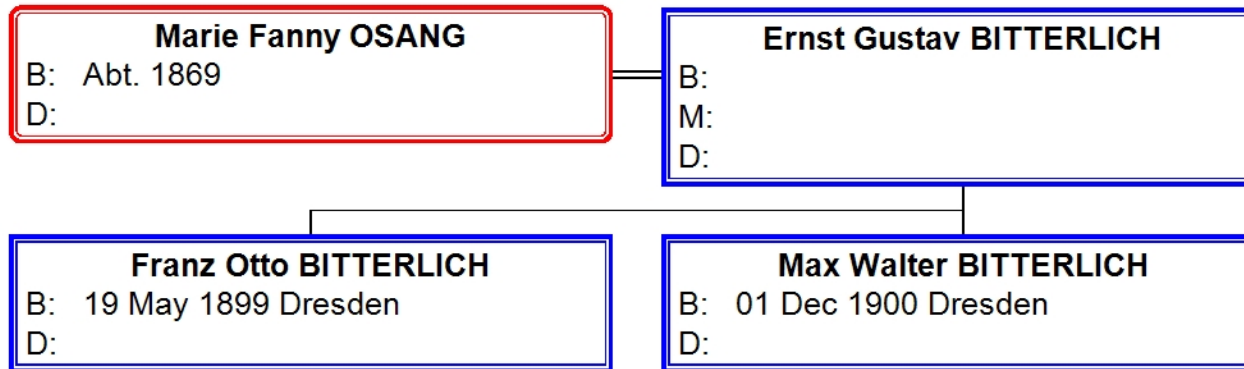 Marie Fanny OSANG
B: Abt. 1869
D:
Ernst Gustav BITTERLICH
B:
M:
D:
Franz Otto BITTERLICH
B: 19 May 1899 Dresden
D:
Max Walter BITTERLICH
B: 01 Dec 1900 Dresden
D: